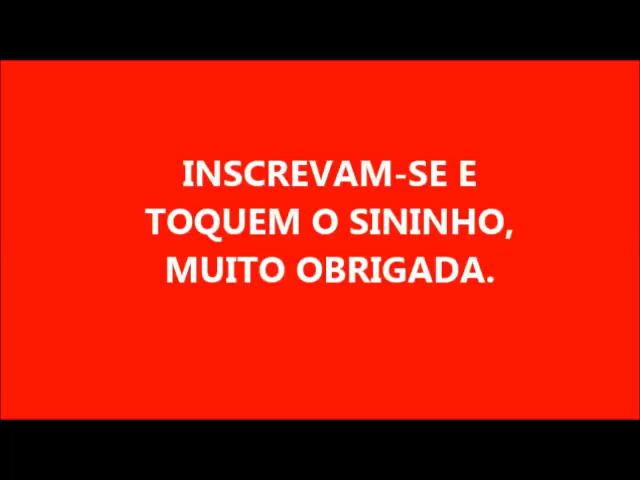 INSCREVAM-SE E
TOQUEM O SININHO,
MUITO OBRIGADA.